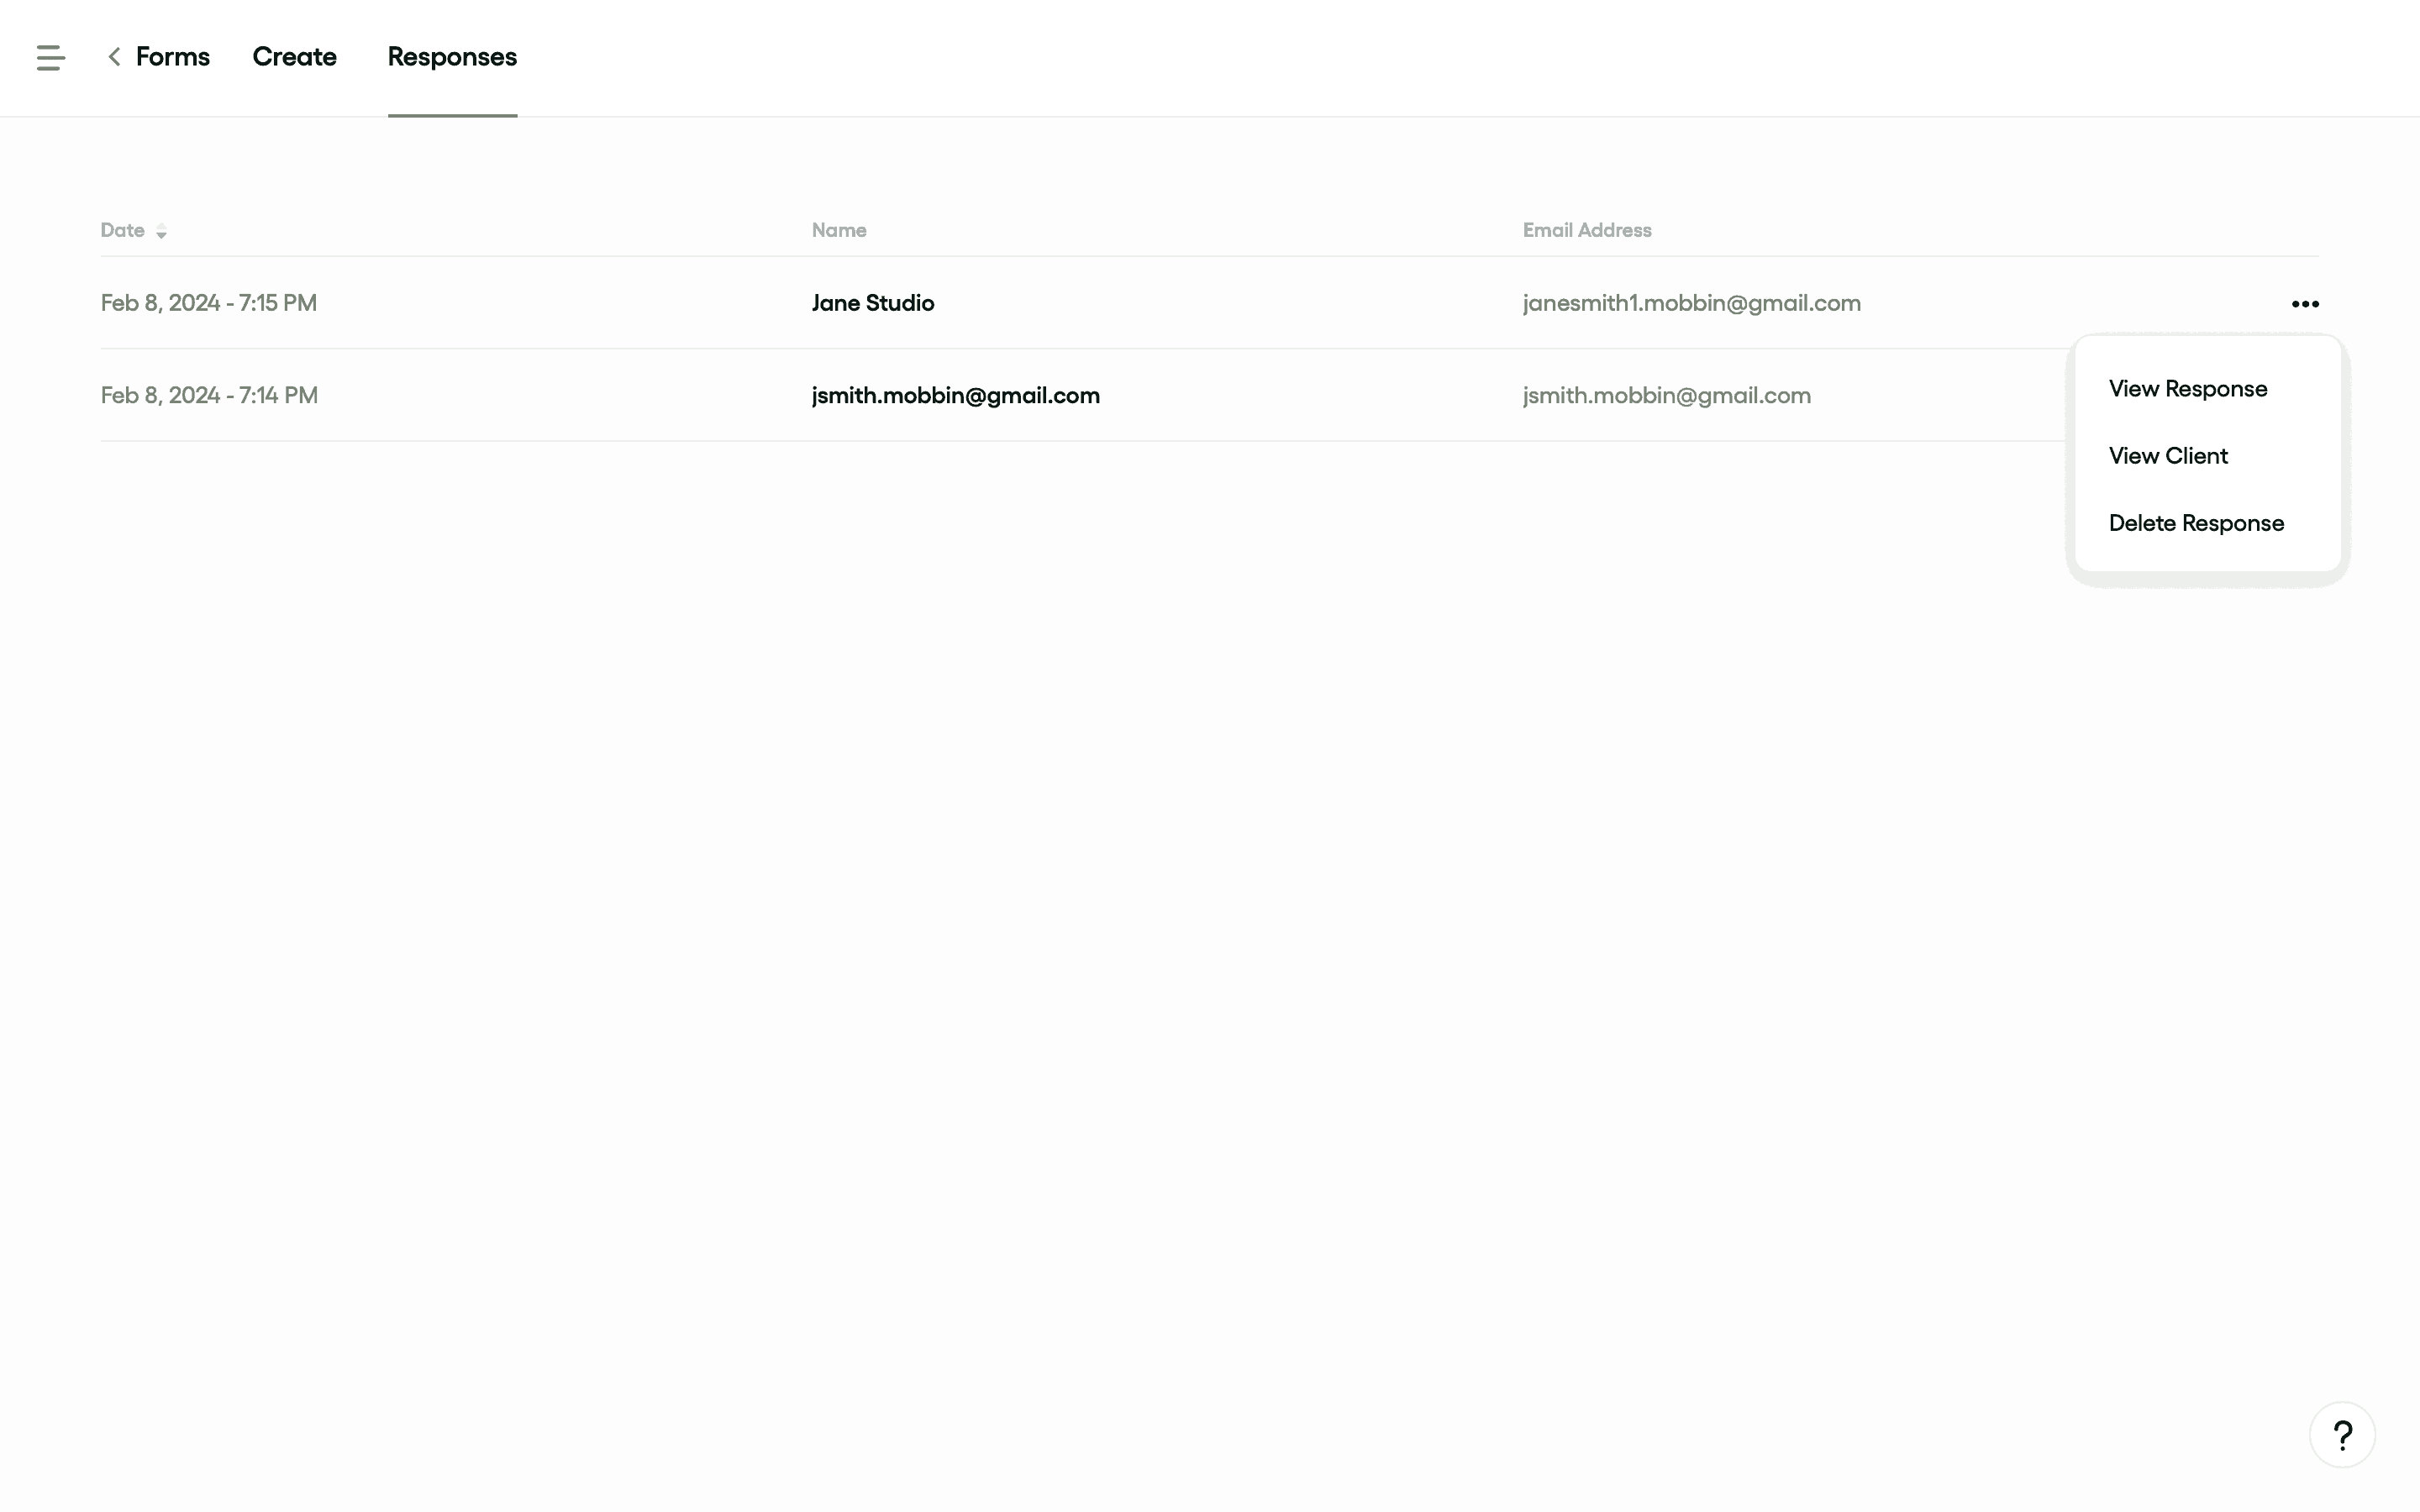 Forms Create Responses
Date Name Email Address
Feb 8, 2024 - 7:15 PM Jane Studio janesmith1.mobbin@gmail.com
Feb 8, 2024 - 7:14 PM jsmith.mobbin@gmail.com jsmith.mobbin@gmail.com
View Response
View Client
Delete Response
?